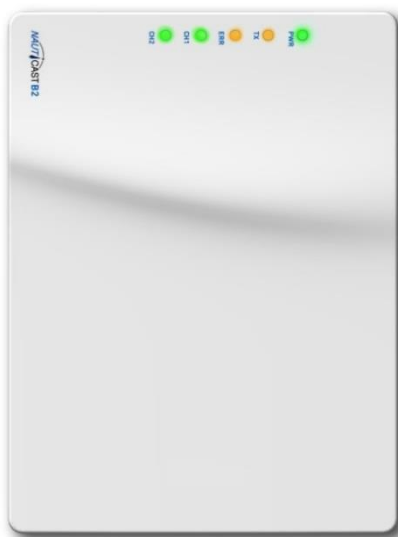 NAUTICAST B2
CH2
CH1
ERR
TX
PWR